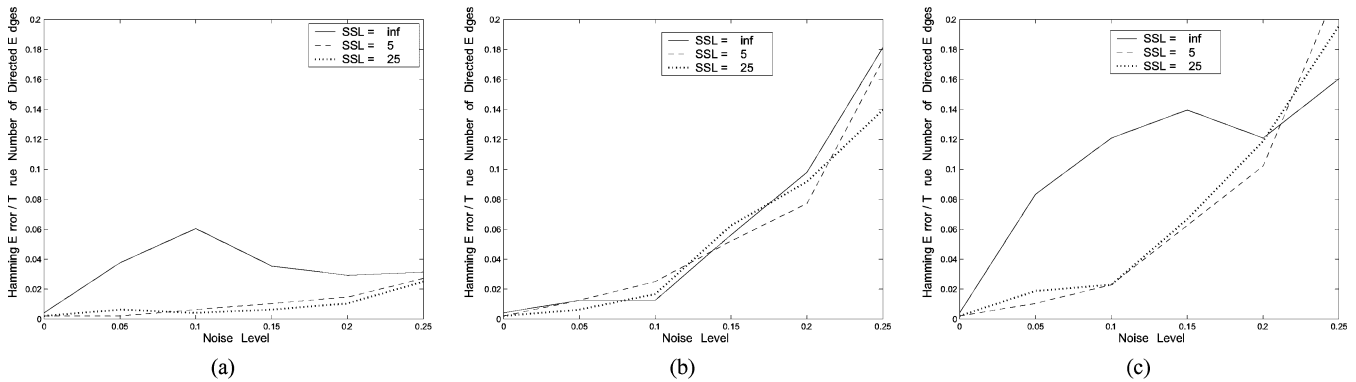 Hamming E rror / T rue Number of Directed E dges
0.2
0.18
0.16
0.14
0.12
0.1
0.08
0.06
0.04
0.02
0
SSL = inf
SSL = 5
SSL = 25
0 0.05 0.1 0.15 0.2 0.25
Noise Level
(a)
Hamming E rror / T rue Number of Directed E dges
0.2
0.18
0.16
0.14
0.12
0.1
0.08
0.06
0.04
0.02
0
SSL = inf
SSL = 5
SSL = 25
0 0.05 0.1 0.15 0.2 0.25
Noise Level
(b)
Hamming E rror / T rue Number of Directed E dges
0.2
0.18
0.16
0.14
0.12
0.1
0.08
0.06
0.04
0.02
0
SSL = inf
SSL = 5
SSL = 25
0 0.05 0.1 0.15 0.2 0.25
Noise Level
(c)